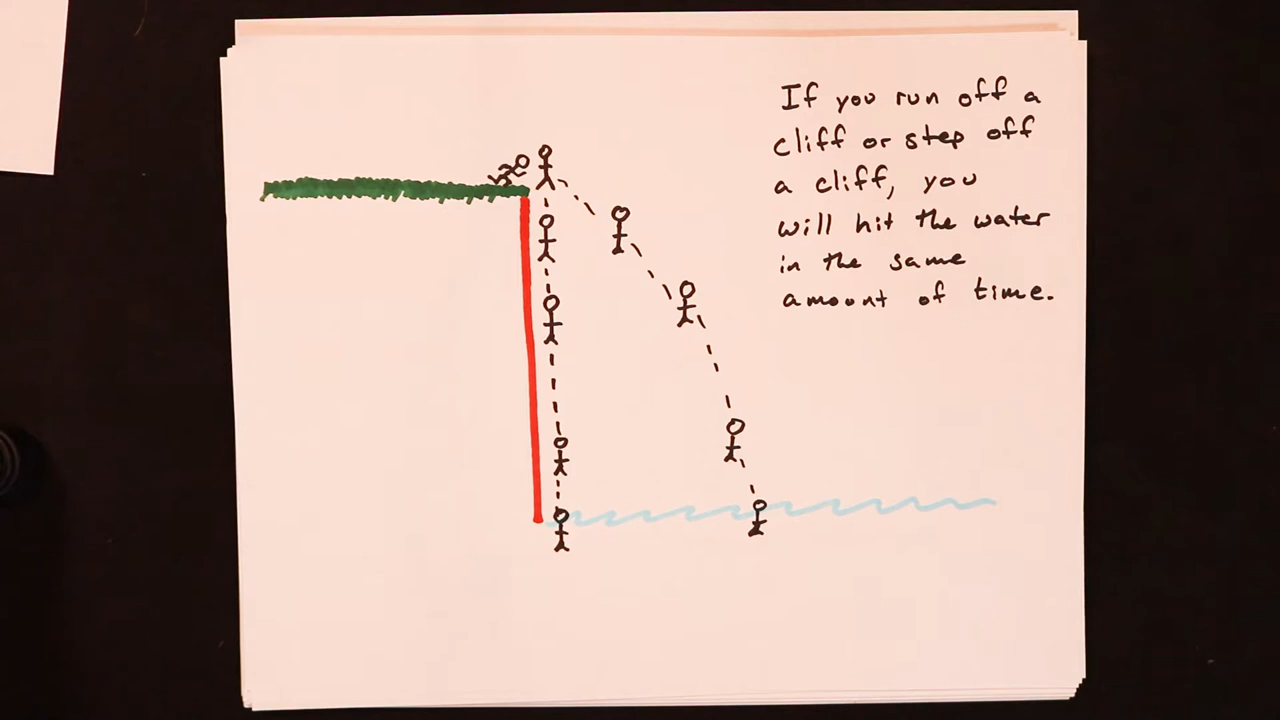 If you run off a
cliff or step off
a cliff, you
will hit the water
in the same
amount of time.